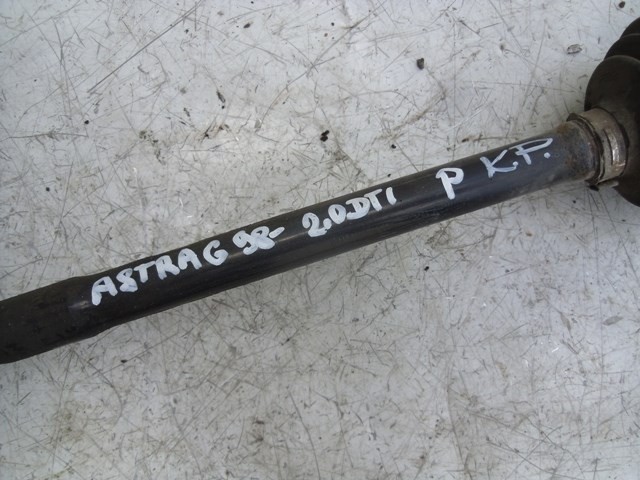 ASTRA G 98- 2.0DTI P K.P.